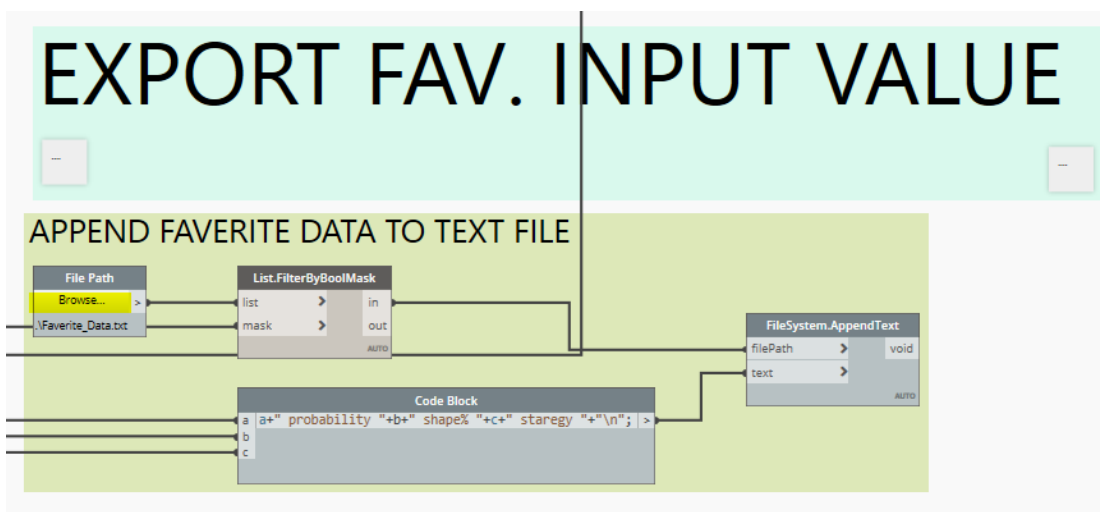 EXPORT FAV. INPUT VALUE
...
...
APPEND FAVERITE DATA TO TEXT FILE
File Path
Browse... >
.\Faverite_Data.txt
List.FilterByBoolMask
list > in
mask > out
AUTO
FileSystem.AppendText
filePath > void
text >
AUTO
Code Block
a a+" probability "+b+" shape% "+c+" staregy "+"\n"; >
b
c